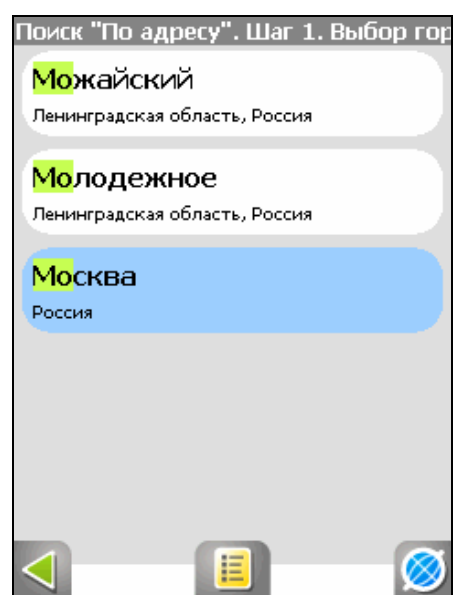 Поиск "По адресу". Шаг 1. Выбор гор
Можайский
Ленинградская область, Россия
Молодежное
Ленинградская область, Россия
Москва
Россия